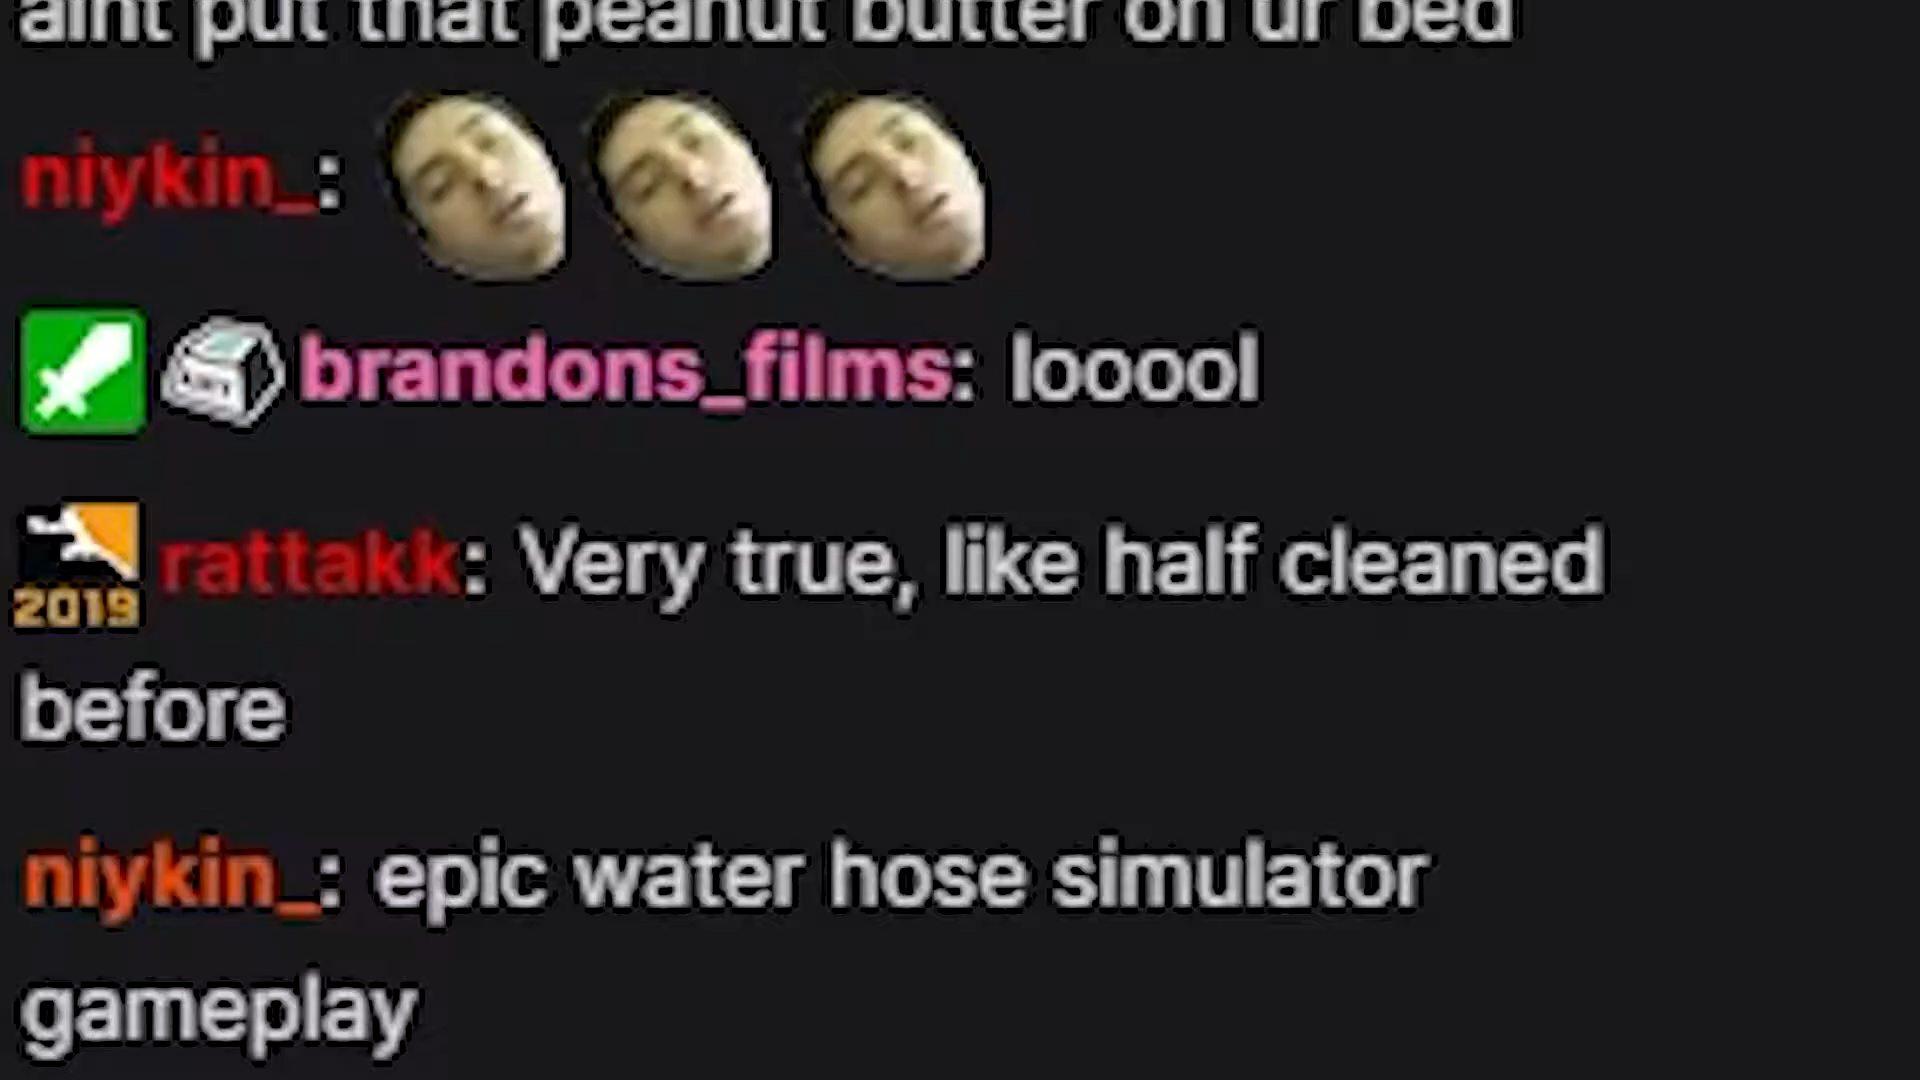 aint put that peanut butter on ur bed
niykin_:
brandons_films: looool
2019 rattakk: Very true, like half cleaned
before
niykin_: epic water hose simulator
gameplay